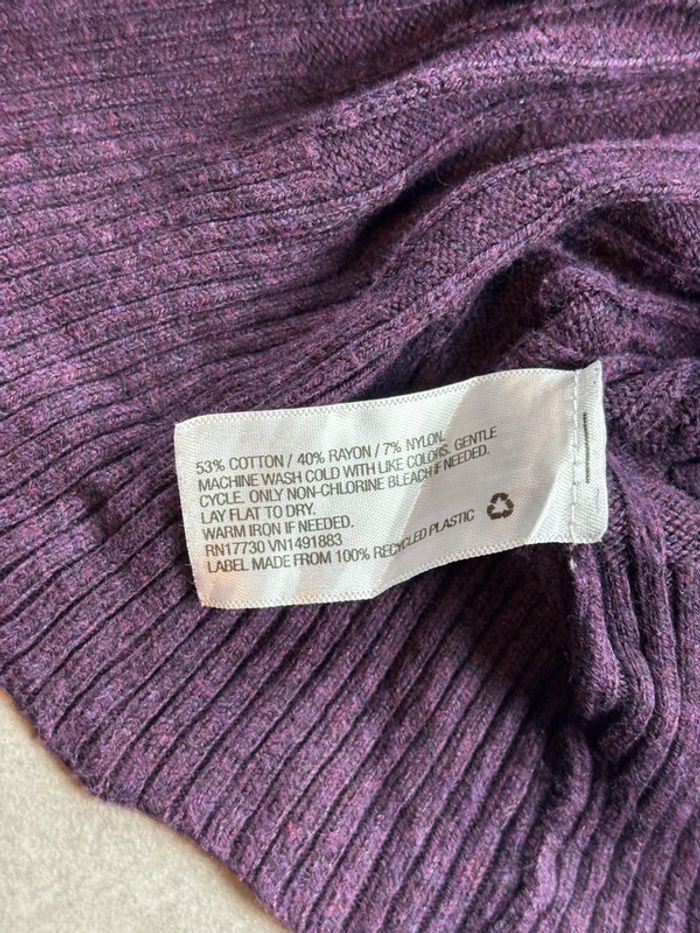 53% COTTON / 40% RAYON / 7% NYLON.
MACHINE WASH COLD WITH LIKE COLORS, GENTLE
CYCLE. ONLY NON-CHLORINE BLEACH IF NEEDED.
LAY FLAT TO DRY.
WARM IRON IF NEEDED.
RN17730 VN1491883
LABEL MADE FROM 100% RECYCLED PLASTIC